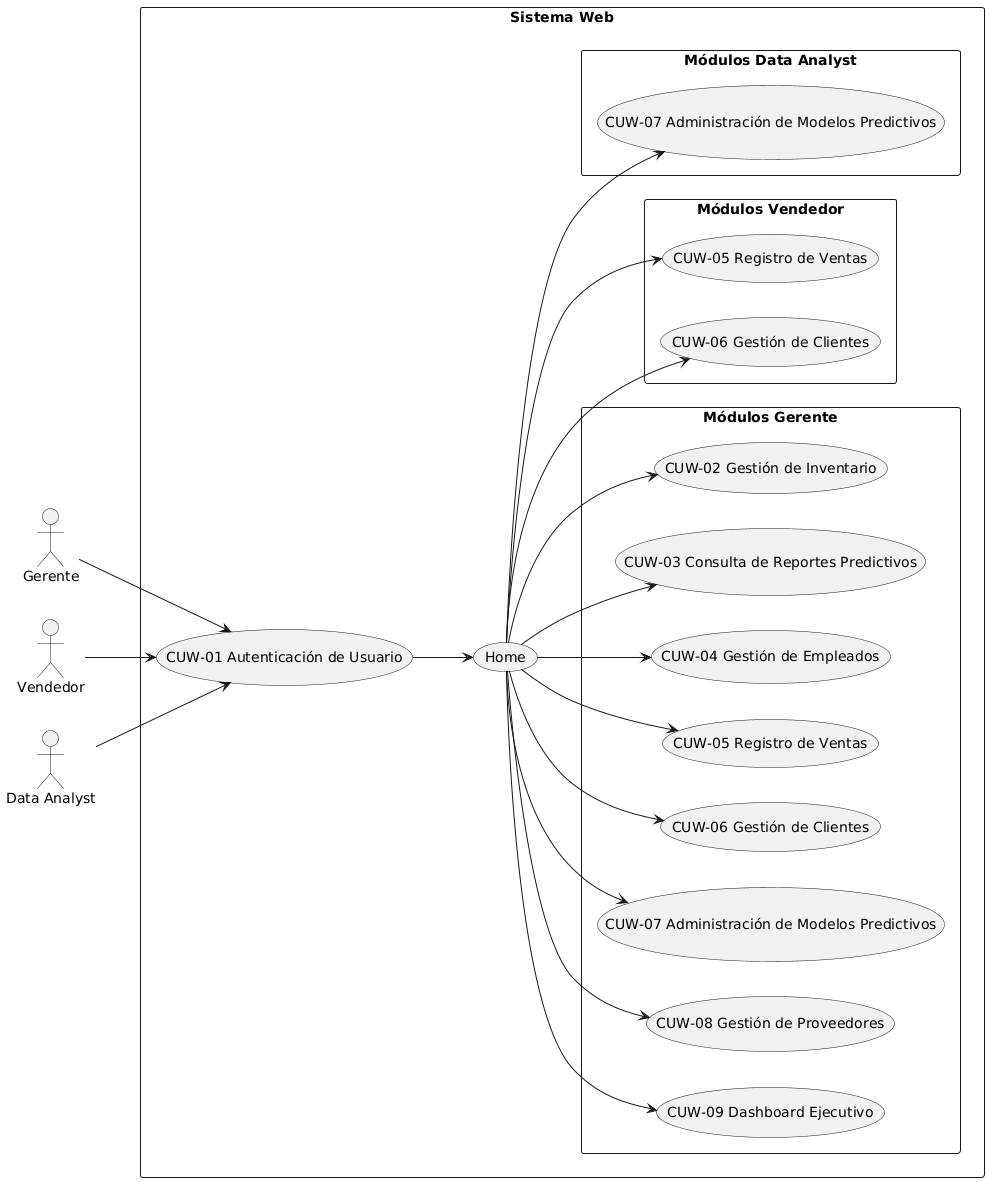 Sistema Web
Módulos Data Analyst
CUW-07 Administración de Modelos Predictivos
Módulos Vendedor
CUW-05 Registro de Ventas
CUW-06 Gestión de Clientes
Módulos Gerente
CUW-02 Gestión de Inventario
CUW-03 Consulta de Reportes Predictivos
Gerente
CUW-01 Autenticación de Usuario
Home
CUW-04 Gestión de Empleados
Vendedor
CUW-05 Registro de Ventas
Data Analyst
CUW-06 Gestión de Clientes
CUW-07 Administración de Modelos Predictivos
CUW-08 Gestión de Proveedores
CUW-09 Dashboard Ejecutivo